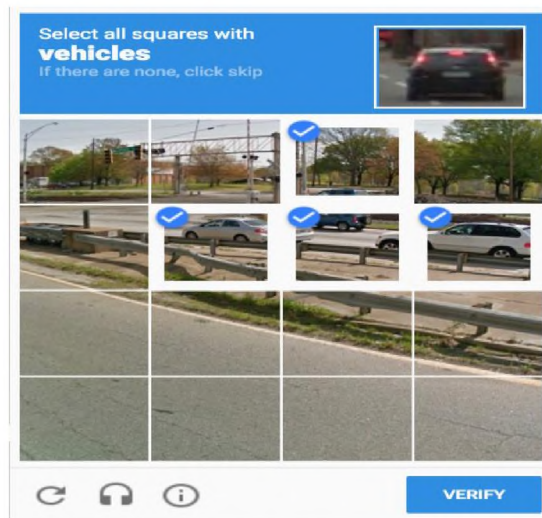 Select all squares with
vehicles
If there are none, click skip
VERIFY